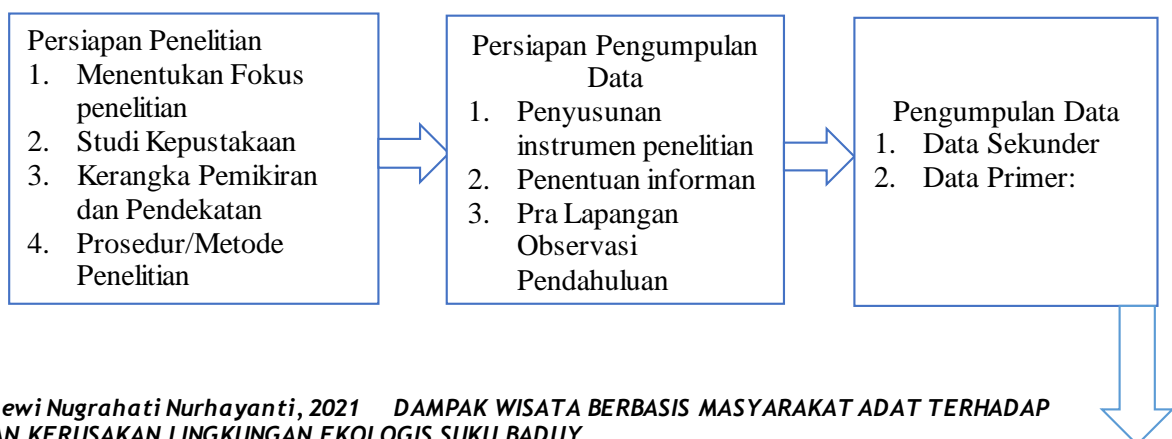 Persiapan Penelitian
1. Menentukan Fokus
penelitian
2. Studi Kepustakaan
3. Kerangka Pemikiran
dan Pendekatan
4. Prosedur/Metode
Penelitian
Persiapan Pengumpulan
Data
1. Penyusunan
instrumen penelitian
2. Penentuan informan
3. Pra Lapangan
Observasi
Pendahuluan
Pengumpulan Data
1. Data Sekunder
2. Data Primer:
ewi Nugrahati Nurhayanti, 2021 DAMPAK WISATA BERBASIS MASYARAKAT ADAT TERHADAP
AN KERUSAKAN LINGKUNGAN EKOLOGIS SUKU BADUY